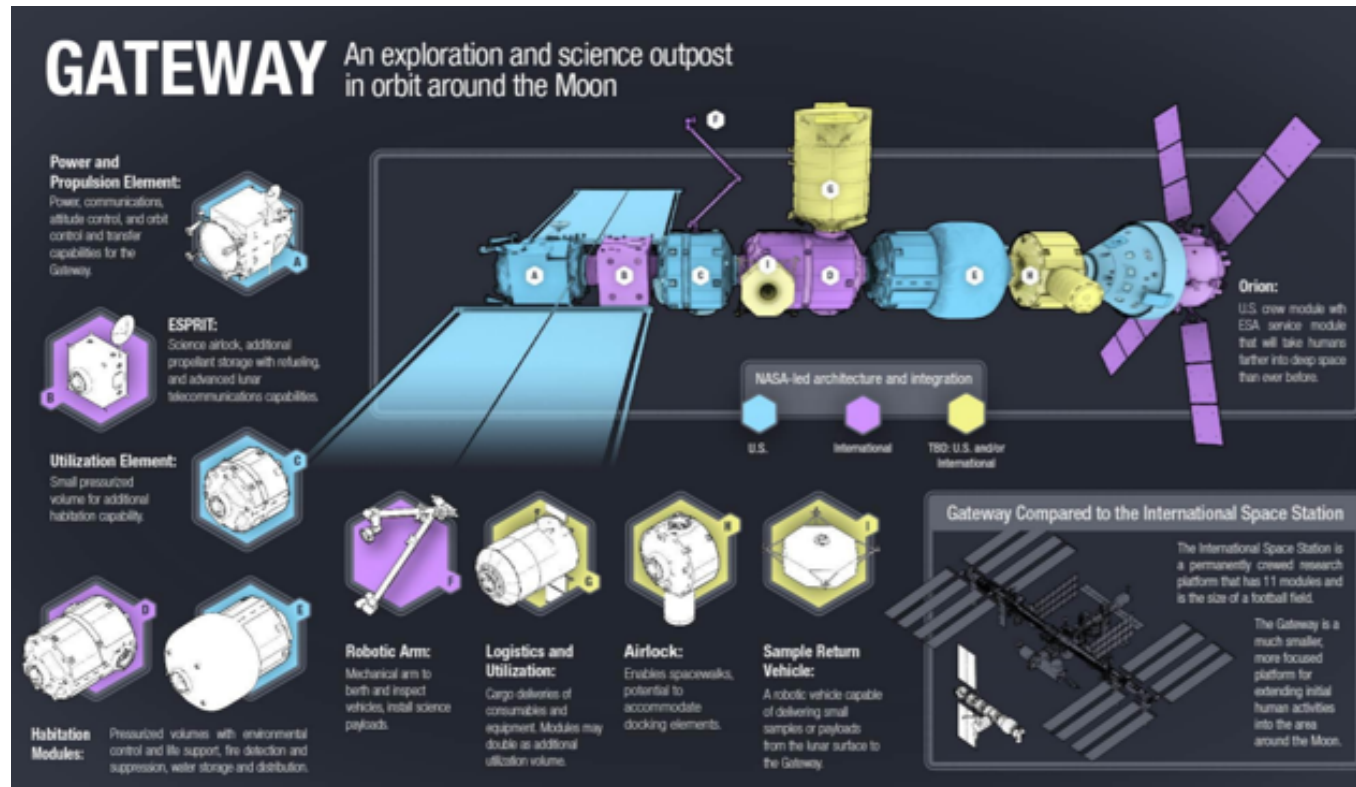 GATEWAY
An exploration and science outpost
in orbit around the Moon
Power and
Propulsion Element:
Power, communications,
attitude control, and orbit
control and transfer
capabilities for the
Gateway.
A
ESPRIT:
Science airlock, additional
propellant storage with refueling,
and advanced lunar
telecommunications capabilities.
B
Utilization Element:
Small pressurized
volume for additional
habitation capability.
C
D
E
Habitation
Modules:
Pressurized volumes with environmental
control and life support, fire detection and
suppression, water storage and distribution.
F
G
A
B
C
I
D
E
H
Orion:
U.S. crew module with
ESA service module
that will take humans
farther into deep space
than ever before.
NASA-led architecture and integration
U.S.
International
TBD: U.S. and/or
International
F
Robotic Arm:
Mechanical arm to
berth and inspect
vehicles, install science
payloads.
G
Logistics and
Utilization:
Cargo deliveries of
consumables and
equipment. Modules may
double as additional
utilization volume.
H
Airlock:
Enables spacewalks,
potential to
accommodate
docking elements.
I
Sample Return
Vehicle:
A robotic vehicle capable
of delivering small
samples or payloads
from the lunar surface to
the Gateway.
Gateway Compared to the International Space Station
The International Space Station is
a permanently crewed research
platform that has 11 modules and
is the size of a football field.
The Gateway is a
much smaller,
more focused
platform for
extending initial
human activities
into the area
around the Moon.